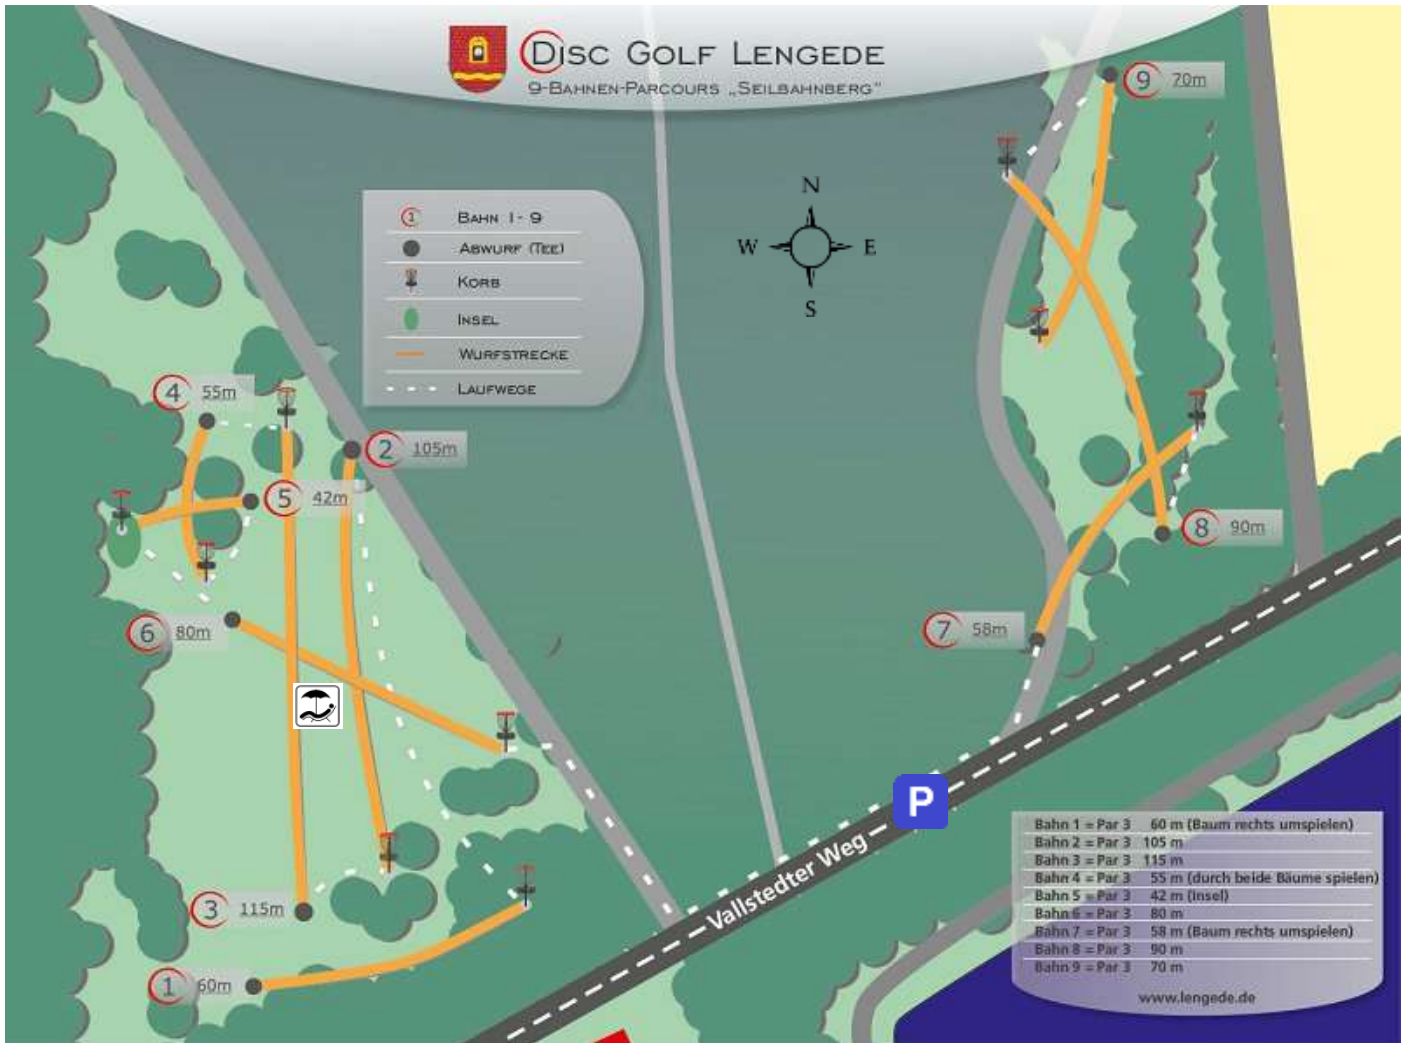 Disc Golf Lengede
9-Bahnen-Parcours „Seilbahnberg“
1 Bahn 1 - 9
Abwurf (Tee)
Korb
Insel
Wurfstrecke
Laufwege
N
W E
S
9 70m
4 55m
2 105m
5 42m
8 90m
6 80m
7 58m
3 115m
1 60m
P
Vallstedter Weg
Bahn 1 = Par 3 60 m (Baum rechts umspielen)
Bahn 2 = Par 3 105 m
Bahn 3 = Par 3 115 m
Bahn 4 = Par 3 55 m (durch beide Bäume spielen)
Bahn 5 = Par 3 42 m (Insel)
Bahn 6 = Par 3 80 m
Bahn 7 = Par 3 58 m (Baum rechts umspielen)
Bahn 8 = Par 3 90 m
Bahn 9 = Par 3 70 m
www.lengede.de